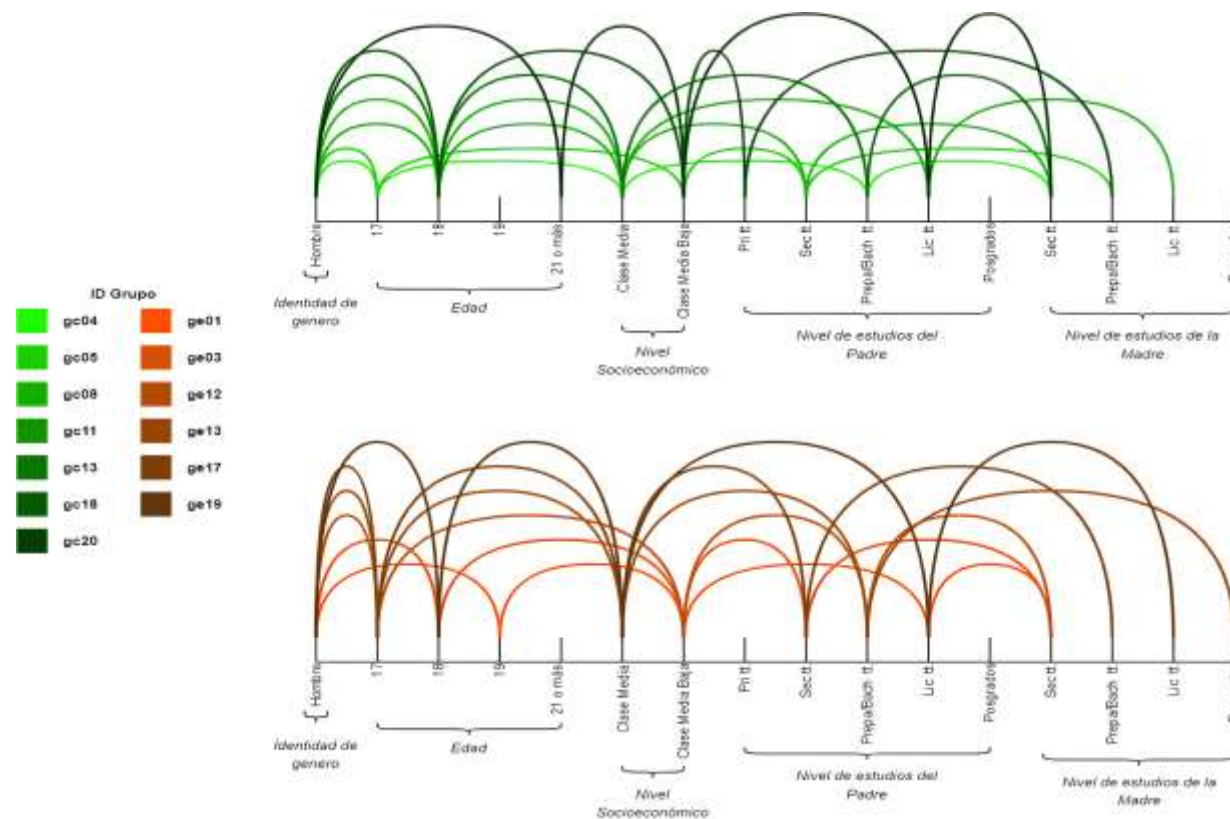 Hombre
17
18
19
21 o más
Clase Media
Clase Media Baja
Pri tt.
Sec tt.
Prepa/Bach tt.
Lic tt.
Posgrados
Sec tt.
Prepa/Bach tt.
Lic tt.
Identidad de
genero
Edad
Nivel
Socioeconómico
Nivel de estudios del
Padre
Nivel de estudios de la
Madre
ID Grupo
gc04
ge01
gc05
ge03
gc08
ge12
gc11
ge13
gc13
ge17
gc18
ge19
gc20
Hombre
17
18
19
21 o más
Clase Media
Clase Media Baja
Pri tt.
Sec tt.
Prepa/Bach tt.
Lic tt.
Posgrados
Sec tt.
Prepa/Bach tt.
Lic tt.
Identidad de
genero
Edad
Nivel
Socioeconómico
Nivel de estudios del
Padre
Nivel de estudios de la
Madre